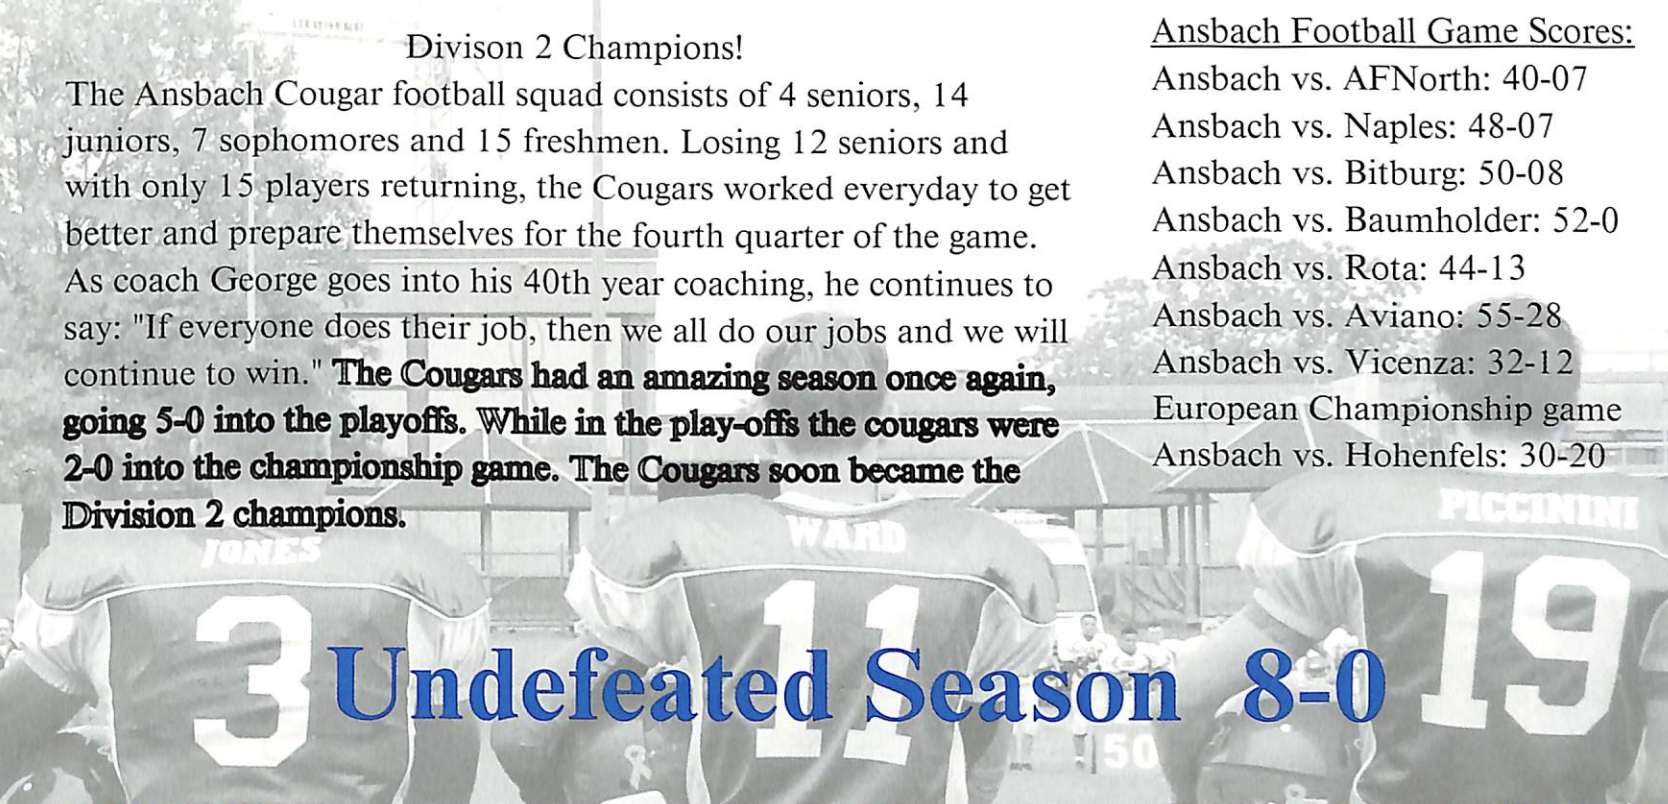 Divison 2 Champions!
The Ansbach Cougar football squad consists of 4 seniors, 14
juniors, 7 sophomores and 15 freshmen. Losing 12 seniors and
with only 15 players returning, the Cougars worked everyday to get
better and prepare themselves for the fourth quarter of the game.
As coach George goes into his 40th year coaching, he continues to
say: "If everyone does their job, then we all do our jobs and we will
continue to win." The Cougars had an amazing season once again,
going 5-0 into the playoffs. While in the play-offs the cougars were
2-0 into the championship game. The Cougars soon became the
Division 2 champions.
Ansbach Football Game Scores:
Ansbach vs. AFNorth: 40-07
Ansbach vs. Naples: 48-07
Ansbach vs. Bitburg: 50-08
Ansbach vs. Baumholder: 52-0
Ansbach vs. Rota: 44-13
Ansbach vs. Aviano: 55-28
Ansbach vs. Vicenza: 32-12
European Championship game
Ansbach vs. Hohenfels: 30-20
JONES
3
WARD
11
PICCININI
19
Undefeated Season 8-0
50